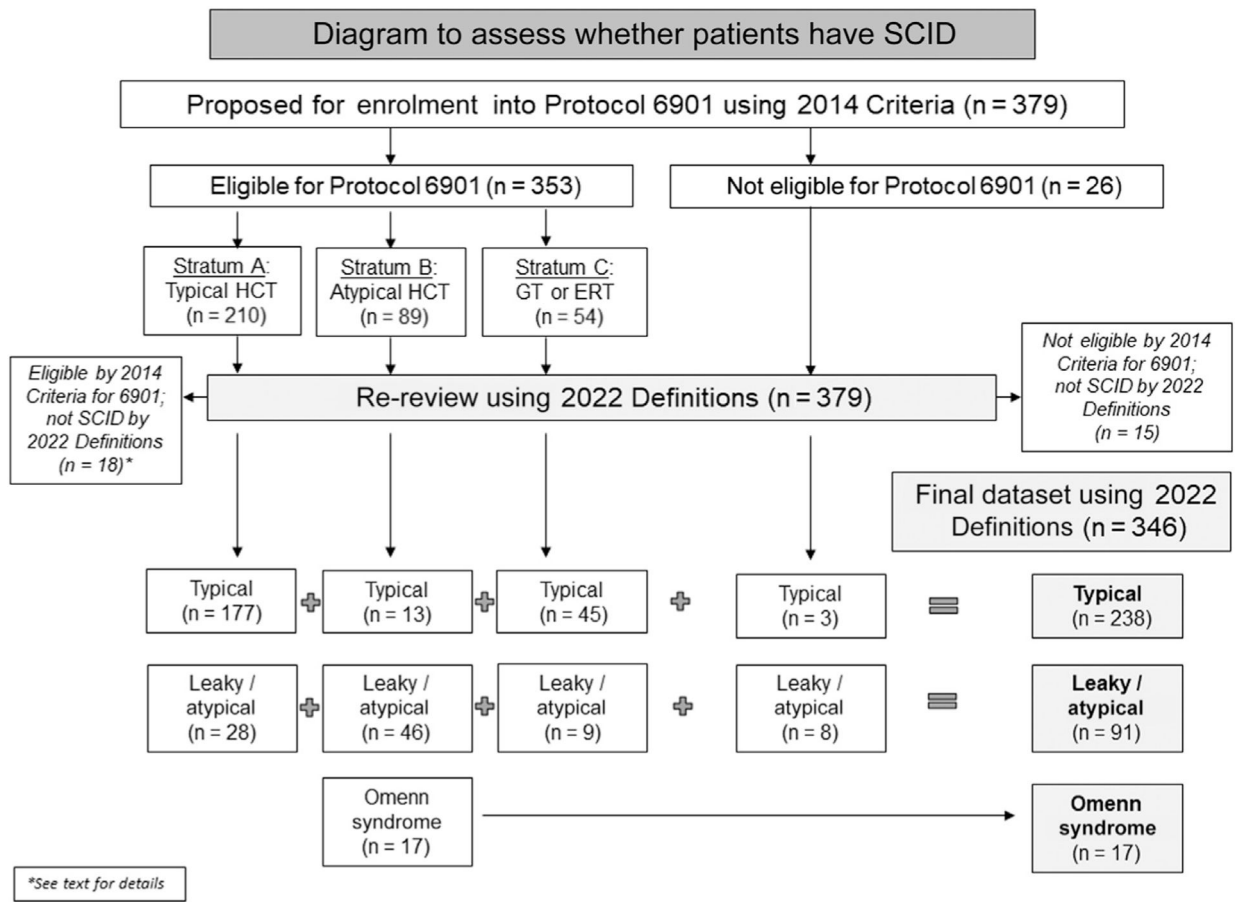 Diagram to assess whether patients have SCID
Proposed for enrolment into Protocol 6901 using 2014 Criteria (n = 379)
Eligible for Protocol 6901 (n = 353)
Not eligible for Protocol 6901 (n = 26)
Stratum A:
Typical HCT
(n = 210)
Stratum B:
Atypical HCT
(n = 89)
Stratum C:
GT or ERT
(n = 54)
Eligible by 2014
Criteria for 6901;
not SCID by
2022 Definitions
(n = 18)*
Re-review using 2022 Definitions (n = 379)
Not eligible by 2014
Criteria for 6901;
not SCID by 2022
Definitions
(n = 15)
Final dataset using 2022
Definitions (n = 346)
Typical
(n = 177)
+
Typical
(n = 13)
+
Typical
(n = 45)
+
Typical
(n = 3)
=
Typical
(n = 238)
Leaky /
atypical
(n = 28)
+
Leaky /
atypical
(n = 46)
+
Leaky /
atypical
(n = 9)
+
Leaky /
atypical
(n = 8)
=
Leaky /
atypical
(n = 91)
Omenn
syndrome
(n = 17)
Omenn
syndrome
(n = 17)
*See text for details